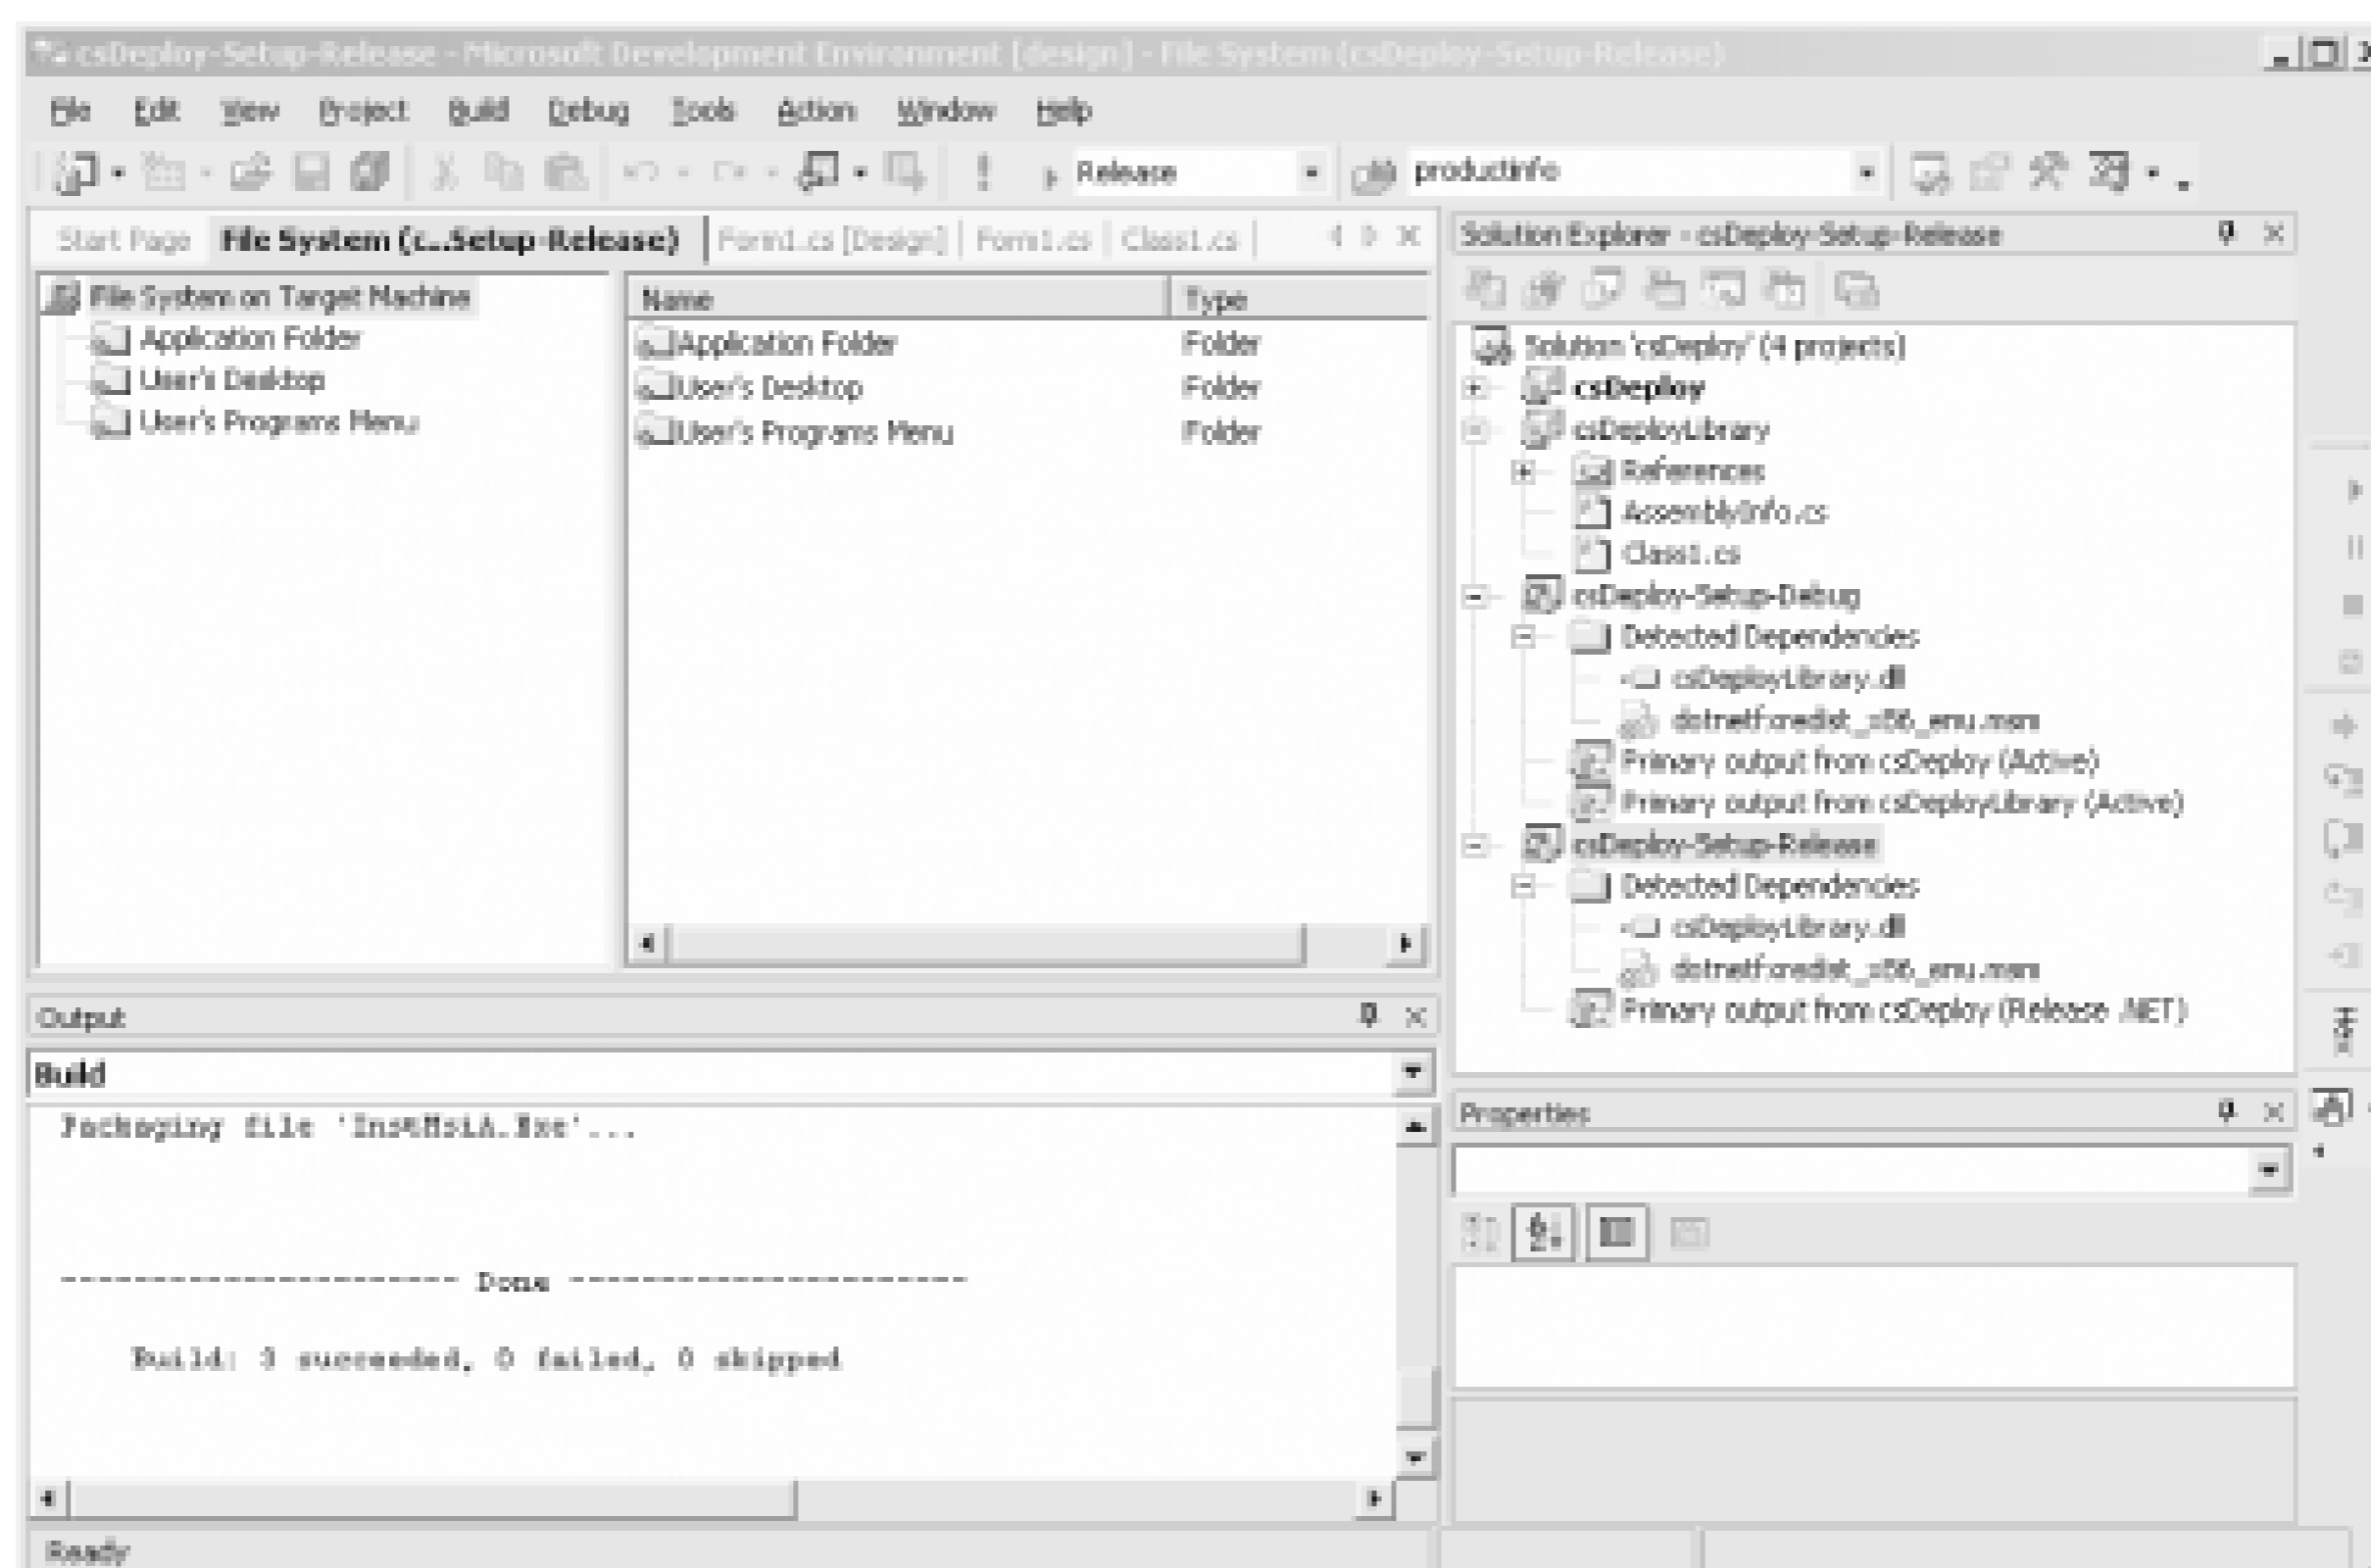 csDeploy-Setup-Release - Microsoft Development Environment [design] - File System (csDeploy-Setup-Release)
File Edit View Project Build Debug Tools Action Window Help
Release productinfo
Start Page File System (c...Setup-Release) Form1.cs [Design] Form1.cs Class1.cs
File System on Target Machine
Application Folder
User's Desktop
User's Programs Menu
Name Type
Application Folder Folder
User's Desktop Folder
User's Programs Menu Folder
Output
Build
Packaging file 'InstMsiA.Exe'...
---------------------- Done ----------------------
Build: 3 succeeded, 0 failed, 0 skipped
Ready
Solution Explorer - csDeploy-Setup-Release
Solution 'csDeploy' (4 projects)
csDeploy
csDeployLibrary
References
AssemblyInfo.cs
Class1.cs
csDeploy-Setup-Debug
Detected Dependencies
csDeployLibrary.dll
dotnetfxredist_x86_enu.msm
Primary output from csDeploy (Active)
Primary output from csDeployLibrary (Active)
csDeploy-Setup-Release
Detected Dependencies
csDeployLibrary.dll
dotnetfxredist_x86_enu.msm
Primary output from csDeploy (Release .NET)
Properties
Hex